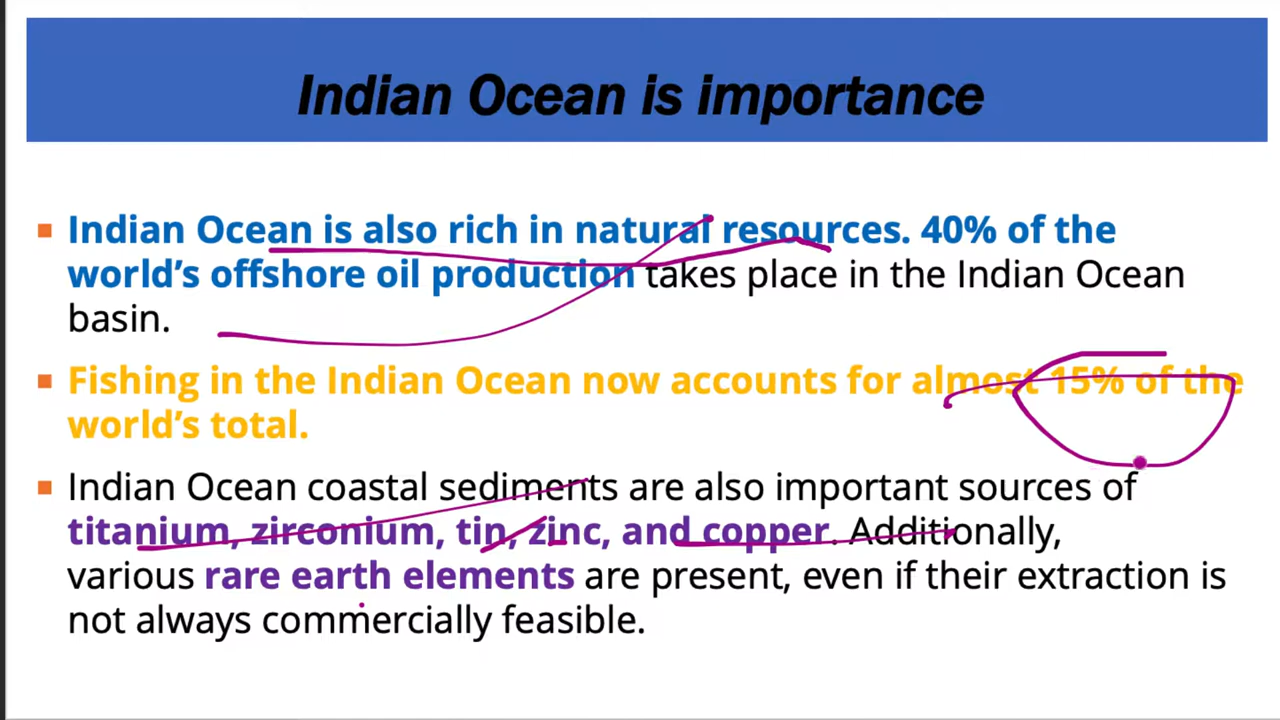 Indian Ocean is importance
Indian Ocean is also rich in natural resources. 40% of the
world’s offshore oil production takes place in the Indian Ocean
basin.
Fishing in the Indian Ocean now accounts for almost 15% of the
world’s total.
Indian Ocean coastal sediments are also important sources of
titanium, zirconium, tin, zinc, and copper. Additionally,
various rare earth elements are present, even if their extraction is
not always commercially feasible.